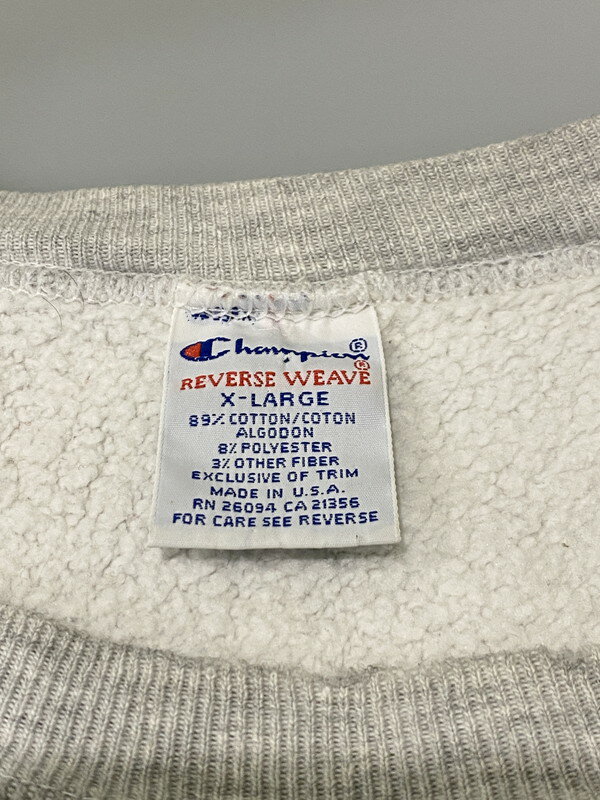 Champion®
REVERSE WEAVE®
X-LARGE
89% COTTON/COTON
ALGODON
8% POLYESTER
3% OTHER FIBER
EXCLUSIVE OF TRIM
MADE IN U.S.A.
RN 26094 CA 21356
FOR CARE SEE REVERSE